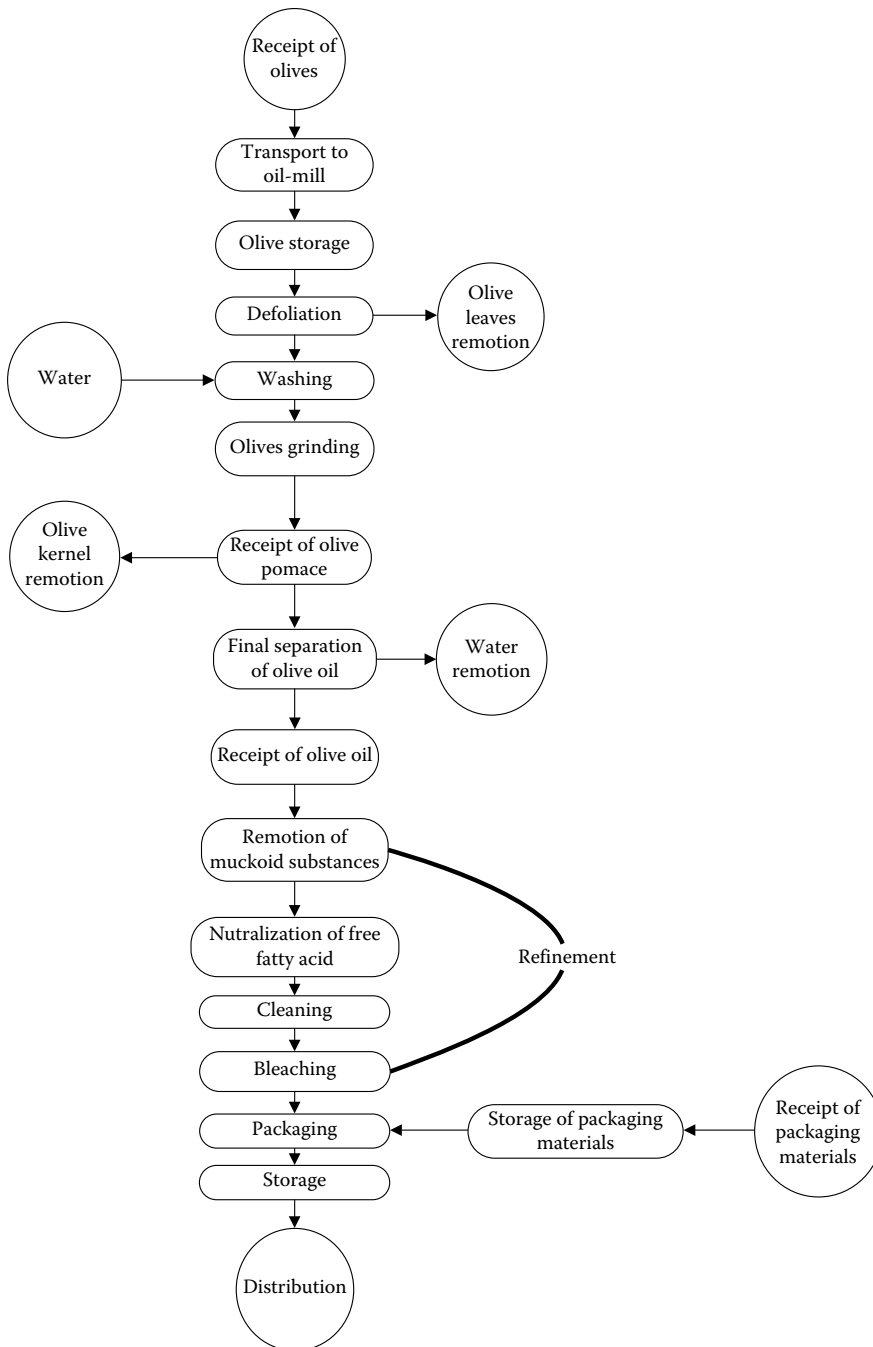 Receipt of
olives
Transport to
oil-mill
Olive storage
Defoliation
Olive
leaves
remotion
Water
Washing
Olives grinding
Olive
kernel
remotion
Receipt of olive
pomace
Final separation
of olive oil
Water
remotion
Receipt of olive oil
Remotion of
muckoid substances
Nutralization of free
fatty acid
Refinement
Cleaning
Bleaching
Packaging
Storage of packaging
materials
Receipt of
packaging
materials
Storage
Distribution